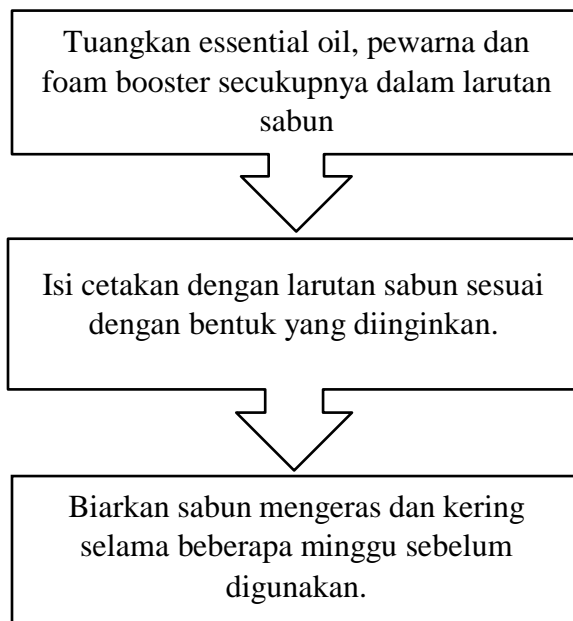 Tuangkan essential oil, pewarna dan
foam booster secukupnya dalam larutan
sabun
Isi cetakan dengan larutan sabun sesuai
dengan bentuk yang diinginkan.
Biarkan sabun mengeras dan kering
selama beberapa minggu sebelum
digunakan.